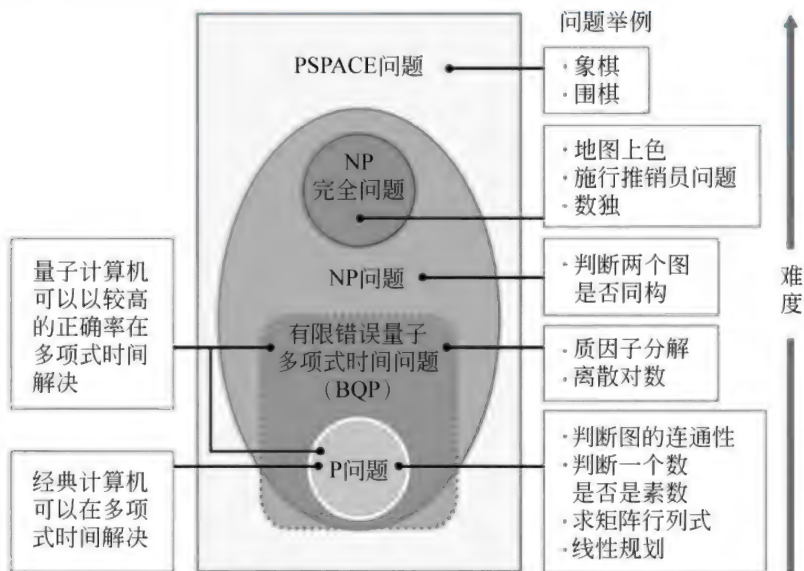 问题举例
PSPACE问题
·象棋
·围棋
NP
完全问题
·地图上色
·施行推销员问题
·数独
NP问题
·判断两个图
是否同构
量子计算机
可以以较高
的正确率在
多项式时间
解决
有限错误量子
多项式时间问题
（BQP）
·质因子分解
·离散对数
P问题
·判断图的连通性
·判断一个数
是否是素数
·求矩阵行列式
·线性规划
经典计算机
可以在多项
式时间解决
难
度